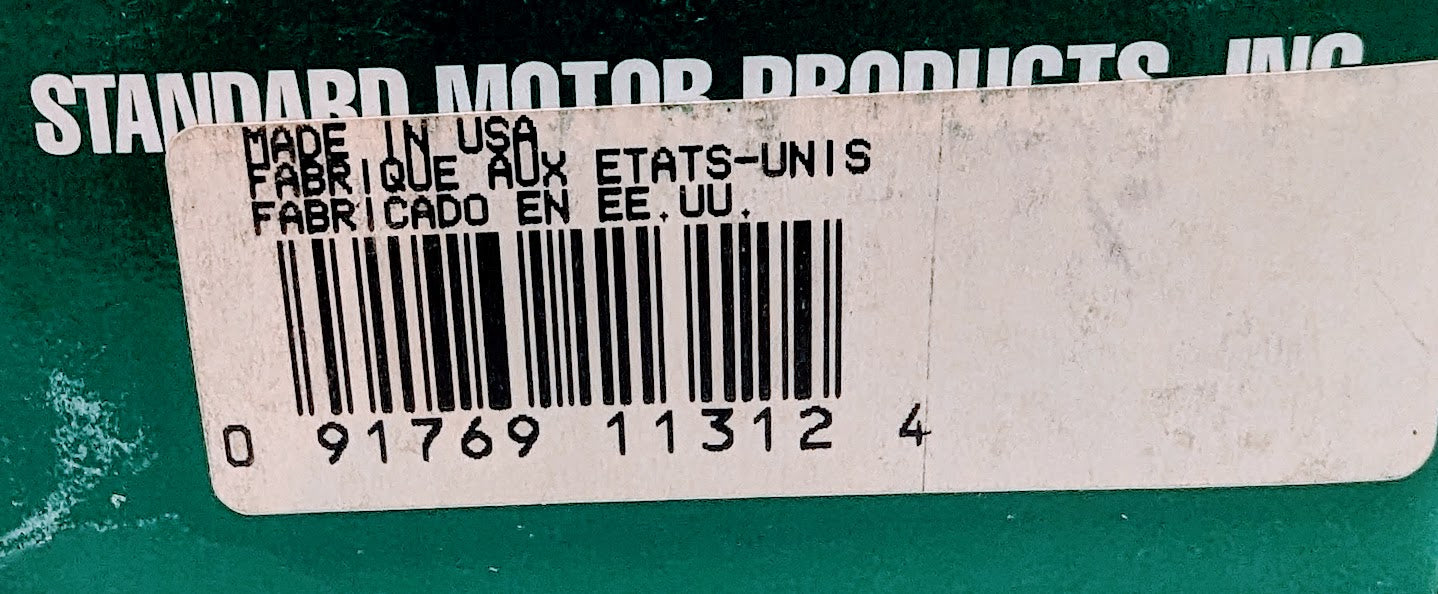 STANDARD MOTOR PRODUCTS, INC.
MADE IN USA
FABRIQUE AUX ETATS-UNIS
FABRICADO EN EE.UU.
0 91769 11312 4